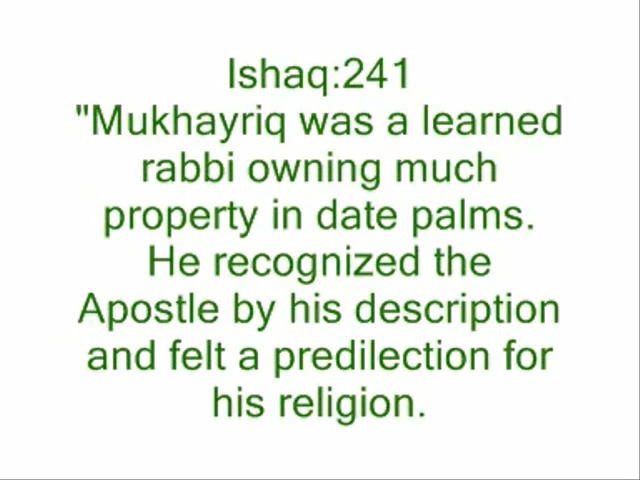 Ishaq:241
"Mukhayriq was a learned
rabbi owning much
property in date palms.
He recognized the
Apostle by his description
and felt a predilection for
his religion.